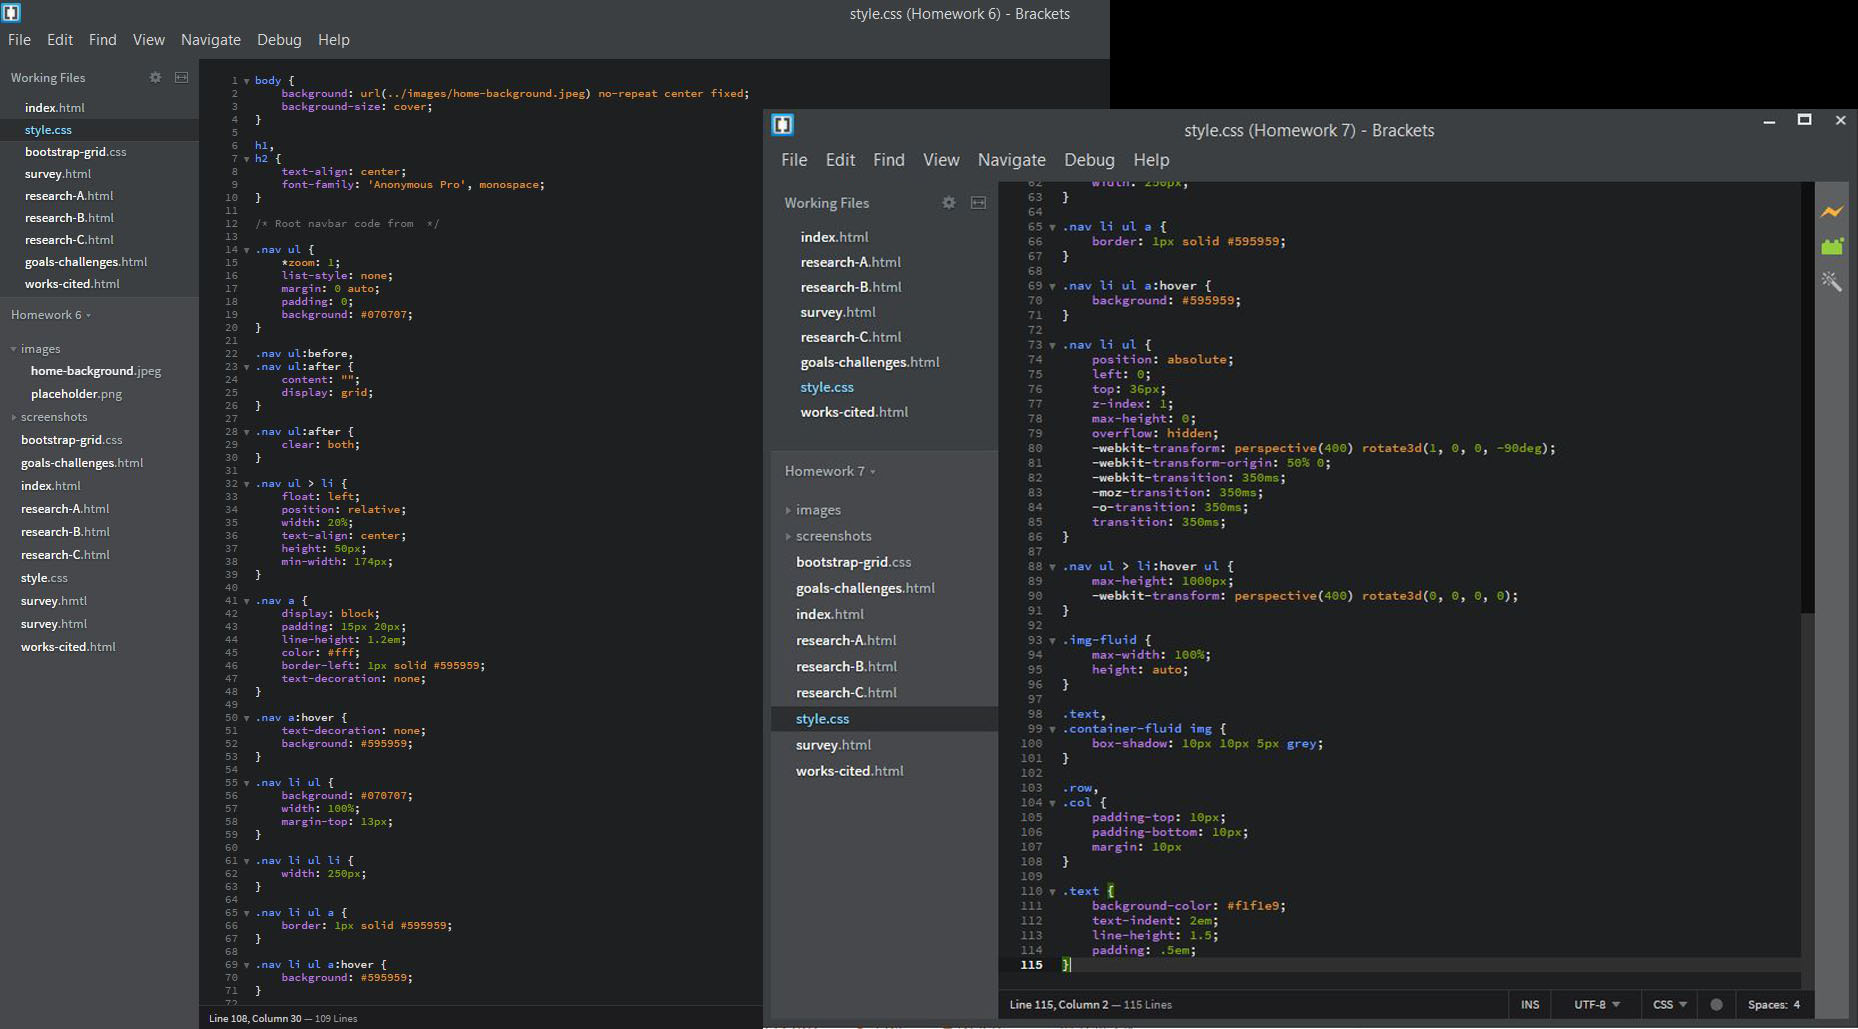 style.css (Homework 6) - Brackets
File Edit Find View Navigate Debug Help
Working Files
index.html
style.css
bootstrap-grid.css
survey.html
research-A.html
research-B.html
research-C.html
goals-challenges.html
works-cited.html
Homework 6
images
home-background.jpeg
placeholder.png
screenshots
bootstrap-grid.css
goals-challenges.html
index.html
research-A.html
research-B.html
research-C.html
style.css
survey.hmtl
survey.html
works-cited.html
1 body {
2 background: url(../images/home-background.jpeg) no-repeat center fixed;
3 background-size: cover;
4 }
5
6 h1,
7 h2 {
8 text-align: center;
9 font-family: 'Anonymous Pro', monospace;
10 }
11
12 /* Root navbar code from  */
13
14 .nav ul {
15 *zoom: 1;
16 list-style: none;
17 margin: 0 auto;
18 padding: 0;
19 background: #070707;
20 }
21
22 .nav ul:before,
23 .nav ul:after {
24 content: "";
25 display: grid;
26 }
27
28 .nav ul:after {
29 clear: both;
30 }
31
32 .nav ul > li {
33 float: left;
34 position: relative;
35 width: 20%;
36 text-align: center;
37 height: 50px;
38 min-width: 174px;
39 }
40
41 .nav a {
42 display: block;
43 padding: 15px 20px;
44 line-height: 1.2em;
45 color: #fff;
46 border-left: 1px solid #595959;
47 text-decoration: none;
48 }
49
50 .nav a:hover {
51 text-decoration: none;
52 background: #595959;
53 }
54
55 .nav li ul {
56 background: #070707;
57 width: 100%;
58 margin-top: 13px;
59 }
60
61 .nav li ul li {
62 width: 250px;
63 }
64
65 .nav li ul a {
66 border: 1px solid #595959;
67 }
68
69 .nav li ul a:hover {
70 background: #595959;
71 }
72
Line 108, Column 30 — 109 Lines
style.css (Homework 7) - Brackets
File Edit Find View Navigate Debug Help
Working Files
index.html
research-A.html
research-B.html
survey.html
research-C.html
goals-challenges.html
style.css
works-cited.html
Homework 7
images
screenshots
bootstrap-grid.css
goals-challenges.html
index.html
research-A.html
research-B.html
research-C.html
style.css
survey.html
works-cited.html
62 width: 250px;
63 }
64
65 .nav li ul a {
66 border: 1px solid #595959;
67 }
68
69 .nav li ul a:hover {
70 background: #595959;
71 }
72
73 .nav li ul {
74 position: absolute;
75 left: 0;
76 top: 36px;
77 z-index: 1;
78 max-height: 0;
79 overflow: hidden;
80 -webkit-transform: perspective(400) rotate3d(1, 0, 0, -90deg);
81 -webkit-transform-origin: 50% 0;
82 -webkit-transition: 350ms;
83 -moz-transition: 350ms;
84 -o-transition: 350ms;
85 transition: 350ms;
86 }
87
88 .nav ul > li:hover ul {
89 max-height: 1000px;
90 -webkit-transform: perspective(400) rotate3d(0, 0, 0, 0);
91 }
92
93 .img-fluid {
94 max-width: 100%;
95 height: auto;
96 }
97
98 .text,
99 .container-fluid img {
100 box-shadow: 10px 10px 5px grey;
101 }
102
103 .row,
104 .col {
105 padding-top: 10px;
106 padding-bottom: 10px;
107 margin: 10px
108 }
109
110 .text {
111 background-color: #f1f1e9;
112 text-indent: 2em;
113 line-height: 1.5;
114 padding: .5em;
115 }
Line 115, Column 2 — 115 Lines
INS UTF-8 CSS Spaces: 4